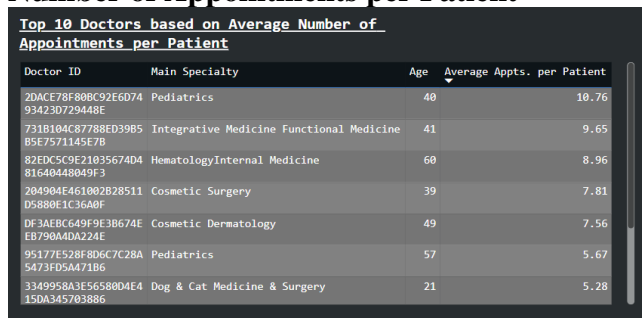 Top 10 Doctors based on Average Number of
Appointments per Patient
Doctor ID Main Specialty Age Average Appts. per Patient
2DACE78F80BC92E6D74 Pediatrics 40 10.76
93423D729448E
731B104C87788ED39B5 Integrative Medicine Functional Medicine 41 9.65
B5E7571145E7B
82EDC5C9E21035674D4 HematologyInternal Medicine 60 8.96
81640448049F3
204904E461002B28511 Cosmetic Surgery 39 7.81
D5880E1C36A0F
DF3AEBC649F9E3B674E Cosmetic Dermatology 49 7.56
EB790A4DA224E
95177E528F8D6C7C28A Pediatrics 57 5.67
5473FD5A471B6
3349958A3E56580D4E4 Dog & Cat Medicine & Surgery 21 5.28
15DA345703886